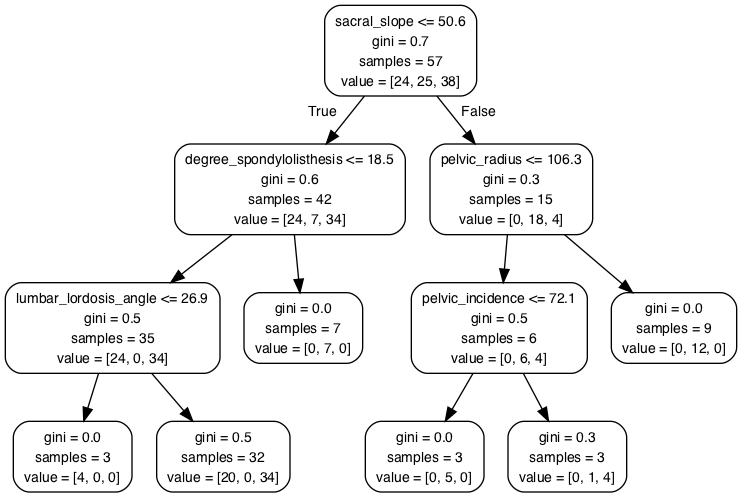 sacral_slope <= 50.6
gini = 0.7
samples = 57
value = [24, 25, 38]
True
False
degree_spondylolisthesis <= 18.5
gini = 0.6
samples = 42
value = [24, 7, 34]
pelvic_radius <= 106.3
gini = 0.3
samples = 15
value = [0, 18, 4]
lumbar_lordosis_angle <= 26.9
gini = 0.5
samples = 35
value = [24, 0, 34]
gini = 0.0
samples = 7
value = [0, 7, 0]
pelvic_incidence <= 72.1
gini = 0.5
samples = 6
value = [0, 6, 4]
gini = 0.0
samples = 9
value = [0, 12, 0]
gini = 0.0
samples = 3
value = [4, 0, 0]
gini = 0.5
samples = 32
value = [20, 0, 34]
gini = 0.0
samples = 3
value = [0, 5, 0]
gini = 0.3
samples = 3
value = [0, 1, 4]